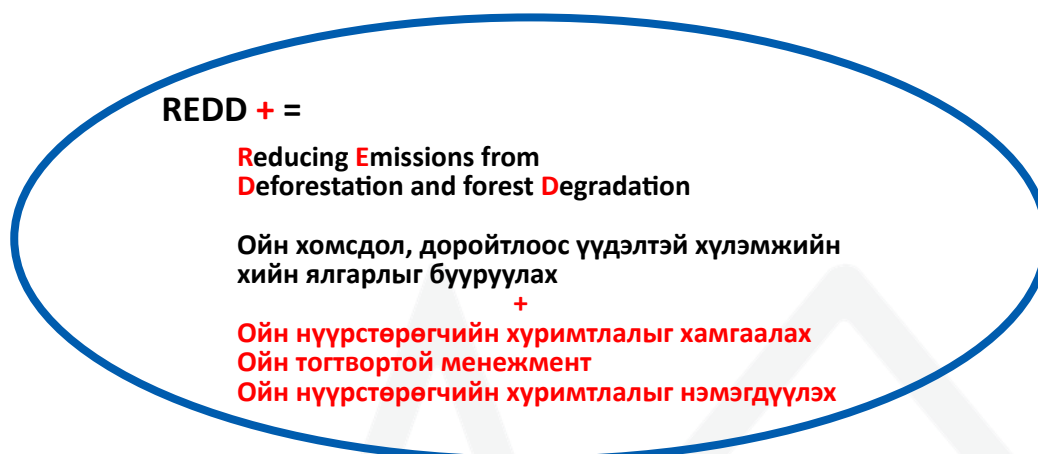 REDD + =
Reducing Emissions from
Deforestation and forest Degradation
Ойн хомсдол, доройтлоос үүдэлтэй хүлэмжийн
хийн ялгарлыг бууруулах
+
Ойн нүүрстөрөгчийн хуримтлалыг хамгаалах
Ойн тогтвортой менежмент
Ойн нүүрстөрөгчийн хуримтлалыг нэмэгдүүлэх